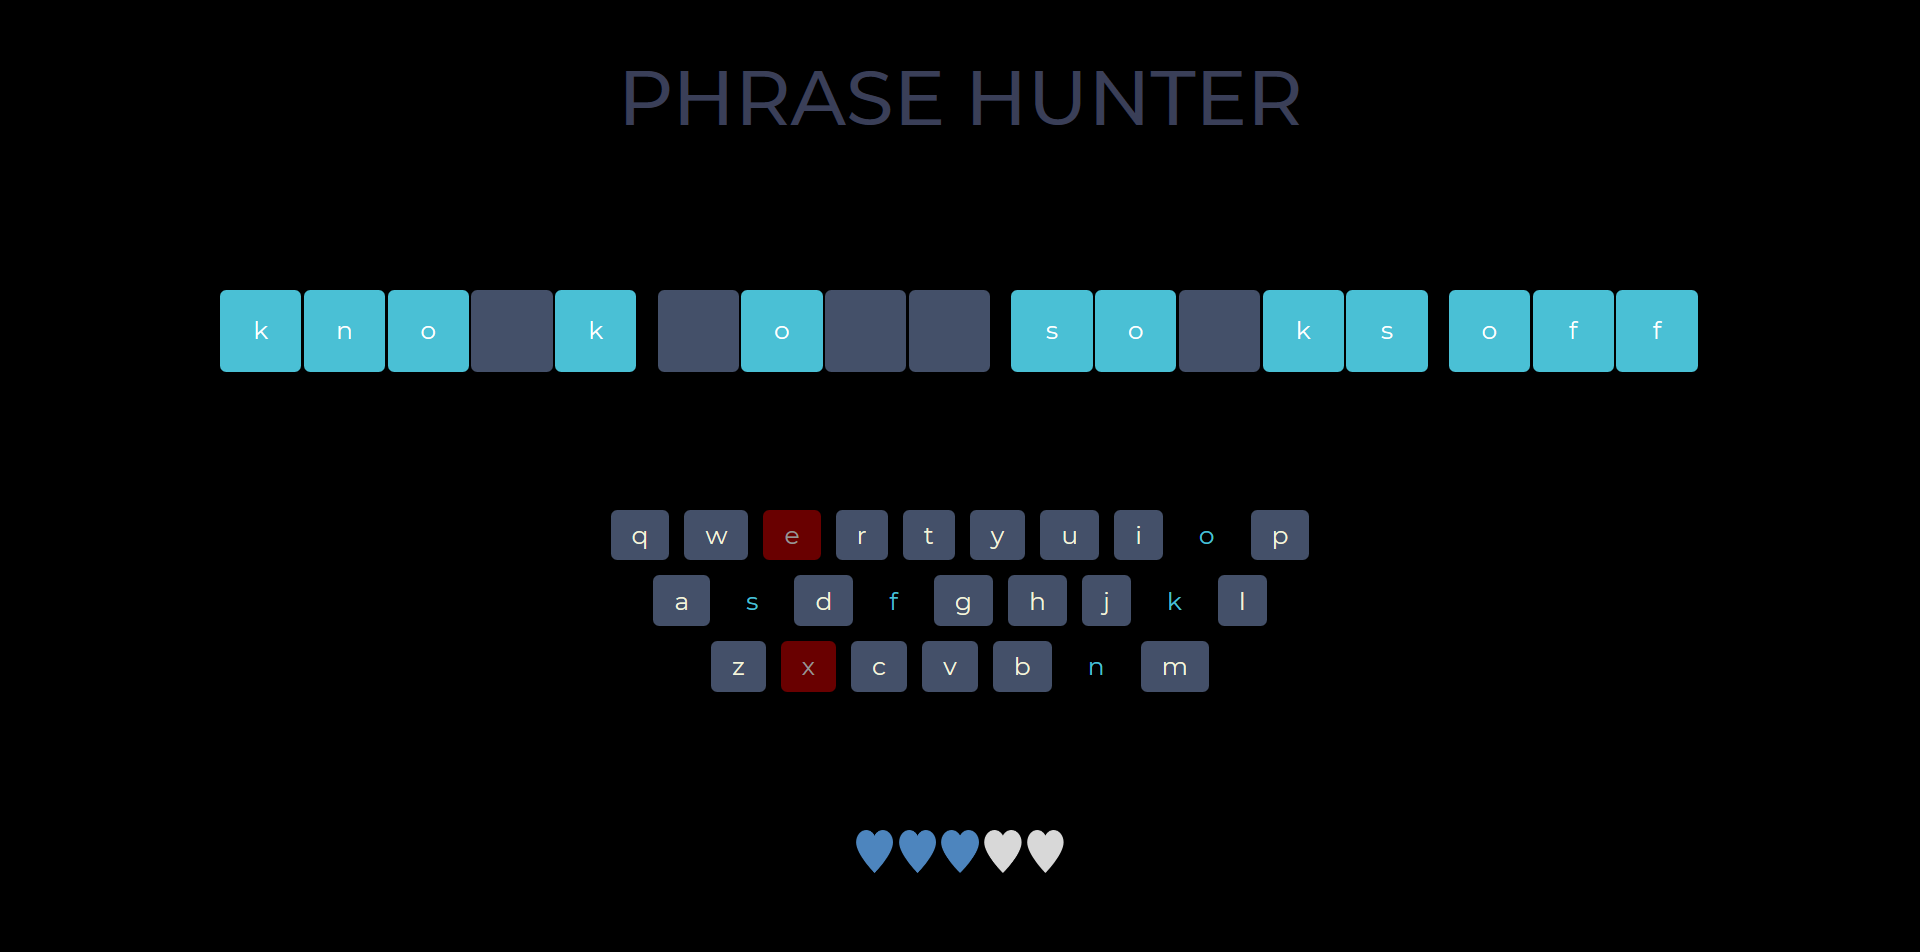 PHRASE HUNTER
k n o k o s o k s o f f
q w e r t y u i o p
a s d f g h j k l
z x c v b n m